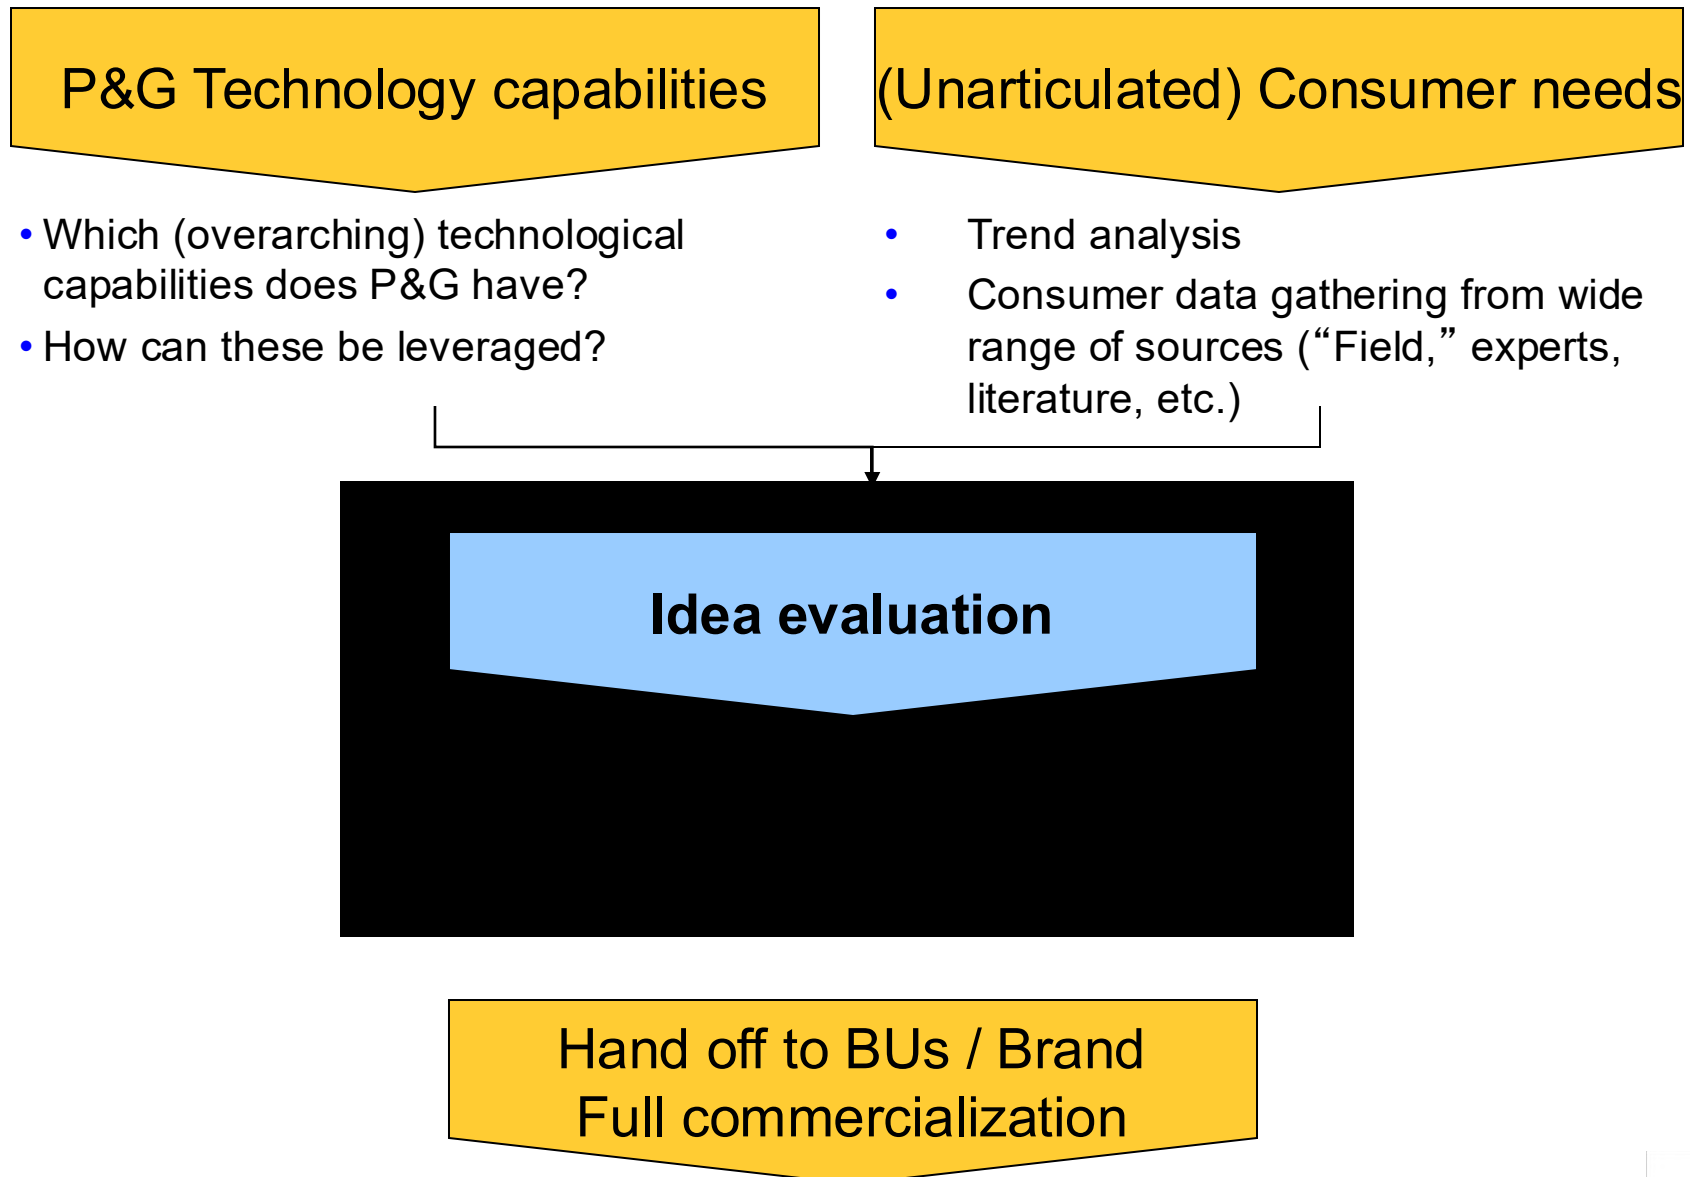 P&G Technology capabilities
• Which (overarching) technological
capabilities does P&G have?
• How can these be leveraged?
(Unarticulated) Consumer needs
• Trend analysis
• Consumer data gathering from wide
range of sources (“Field,” experts,
literature, etc.)
Idea evaluation
Hand off to BUs / Brand
Full commercialization